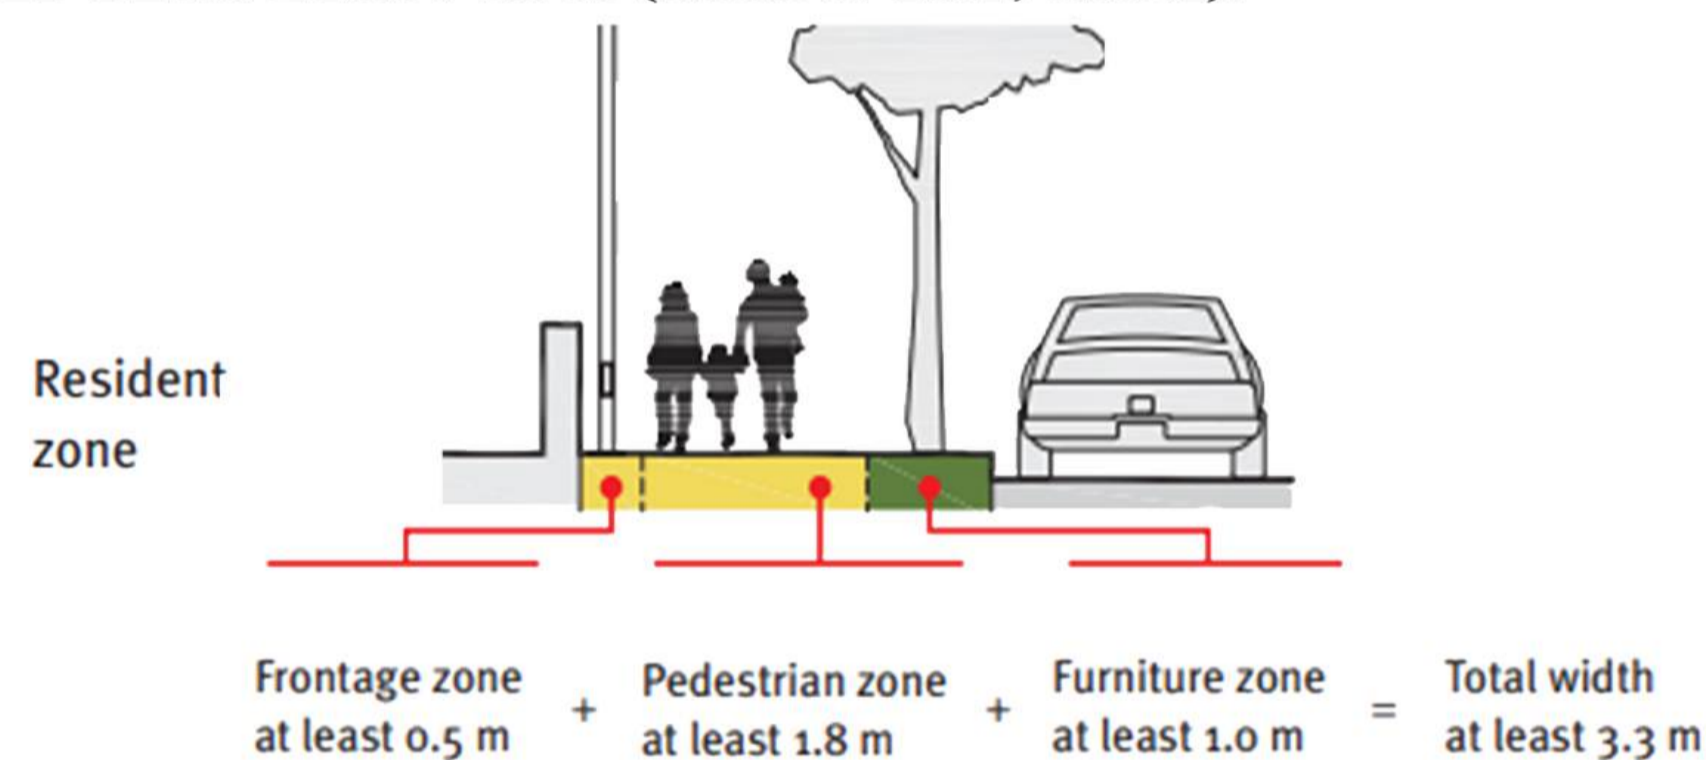 Resident
zone
Frontage zone
at least 0.5 m
+
Pedestrian zone
at least 1.8 m
+
Furniture zone
at least 1.0 m
=
Total width
at least 3.3 m